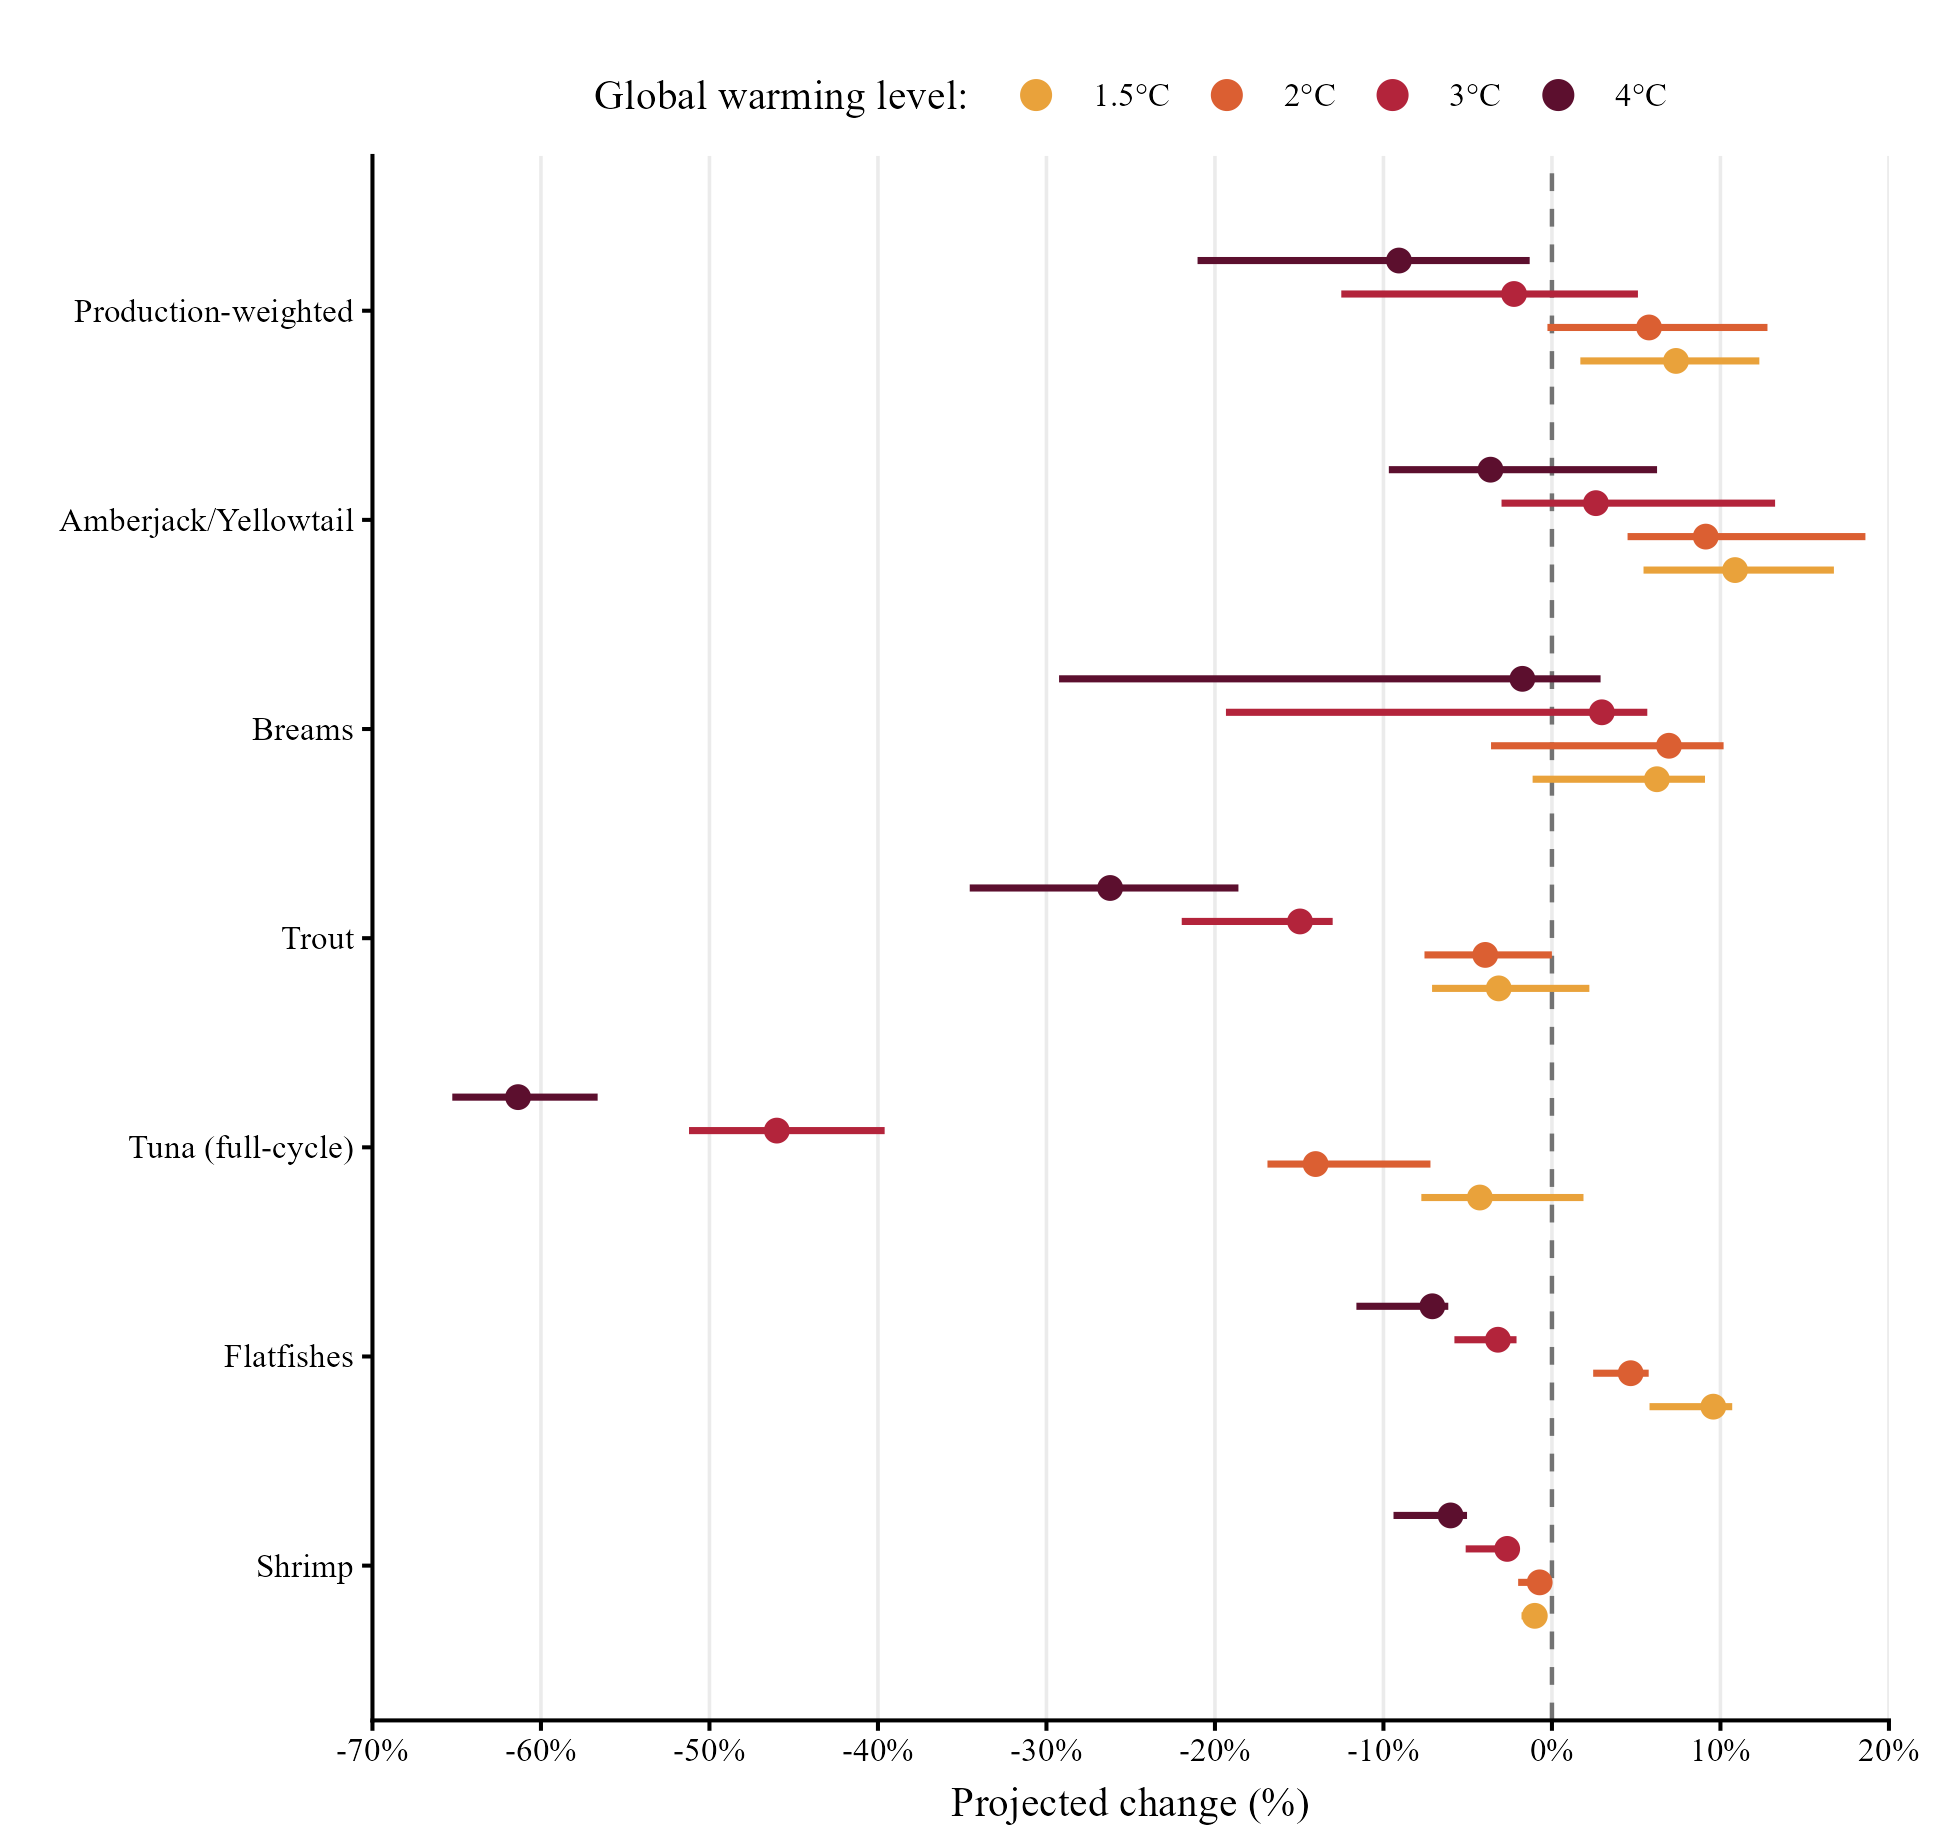 Global warming level: 1.5°C 2°C 3°C 4°C
Production-weighted
Amberjack/Yellowtail
Breams
Trout
Tuna (full-cycle)
Flatfishes
Shrimp
-70% -60% -50% -40% -30% -20% -10% 0% 10% 20%
Projected change (%)